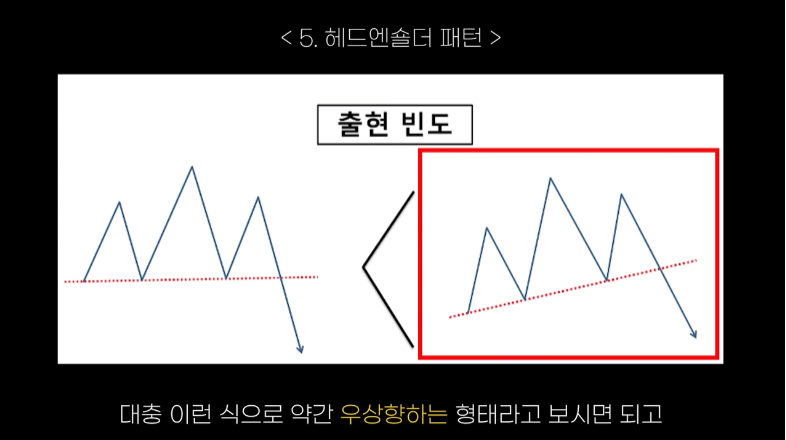 < 5. 헤드엔숄더 패턴 >
출현 빈도
대충 이런 식으로 약간 우상향하는 형태라고 보시면 되고